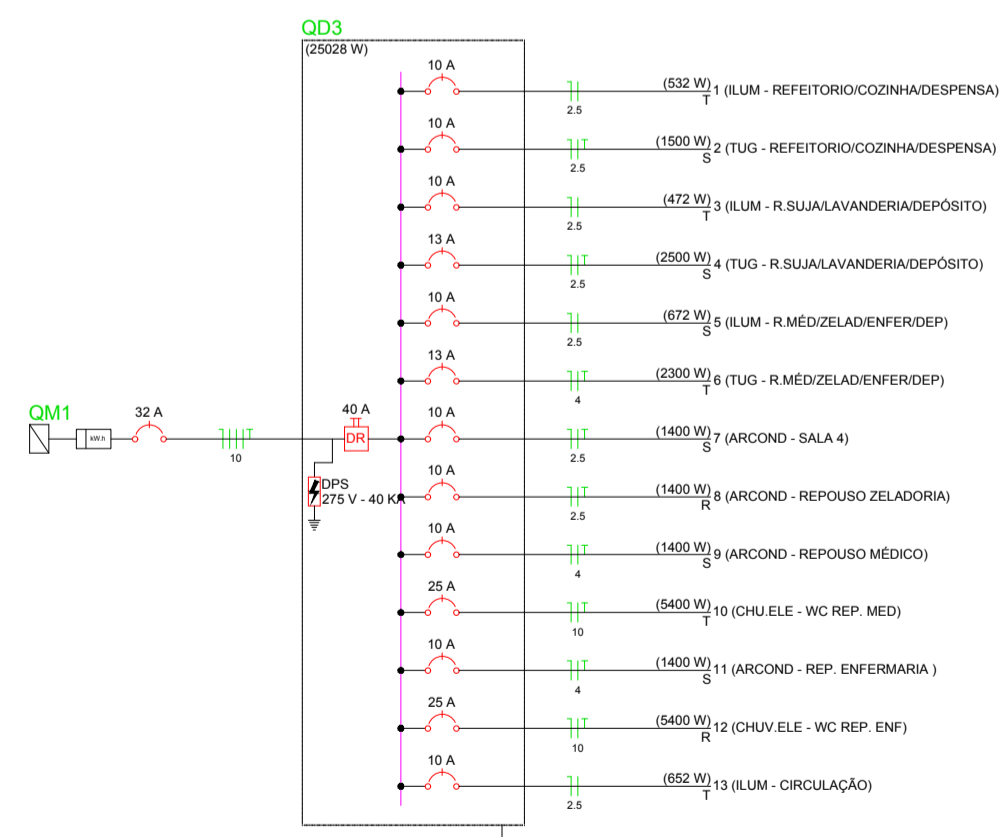 QD3
(25028 W)
10 A
(532 W)
1 (ILUM - REFEITORIO/COZINHA/DESPENSA)
T
2.5
10 A
(1500 W)
2 (TUG - REFEITORIO/COZINHA/DESPENSA)
S
2.5
10 A
(472 W)
3 (ILUM - R.SUJA/LAVANDERIA/DEPÓSITO)
T
2.5
13 A
(2500 W)
4 (TUG - R.SUJA/LAVANDERIA/DEPÓSITO)
S
2.5
10 A
(672 W)
5 (ILUM - R.MÉD/ZELAD/ENFER/DEP)
S
2.5
13 A
(2300 W)
6 (TUG - R.MÉD/ZELAD/ENFER/DEP)
T
4
QM1
kW.h
32 A
10
40 A
DR
10 A
(1400 W)
7 (ARCOND - SALA 4)
S
2.5
DPS
275 V - 40 KA
10 A
(1400 W)
8 (ARCOND - REPOUSO ZELADORIA)
R
2.5
10 A
(1400 W)
9 (ARCOND - REPOUSO MÉDICO)
S
4
25 A
(5400 W)
10 (CHU.ELE - WC REP. MED)
T
10
10 A
(1400 W)
11 (ARCOND - REP. ENFERMARIA )
S
4
25 A
(5400 W)
12 (CHUV.ELE - WC REP. ENF)
R
10
10 A
(652 W)
13 (ILUM - CIRCULAÇÃO)
T
2.5